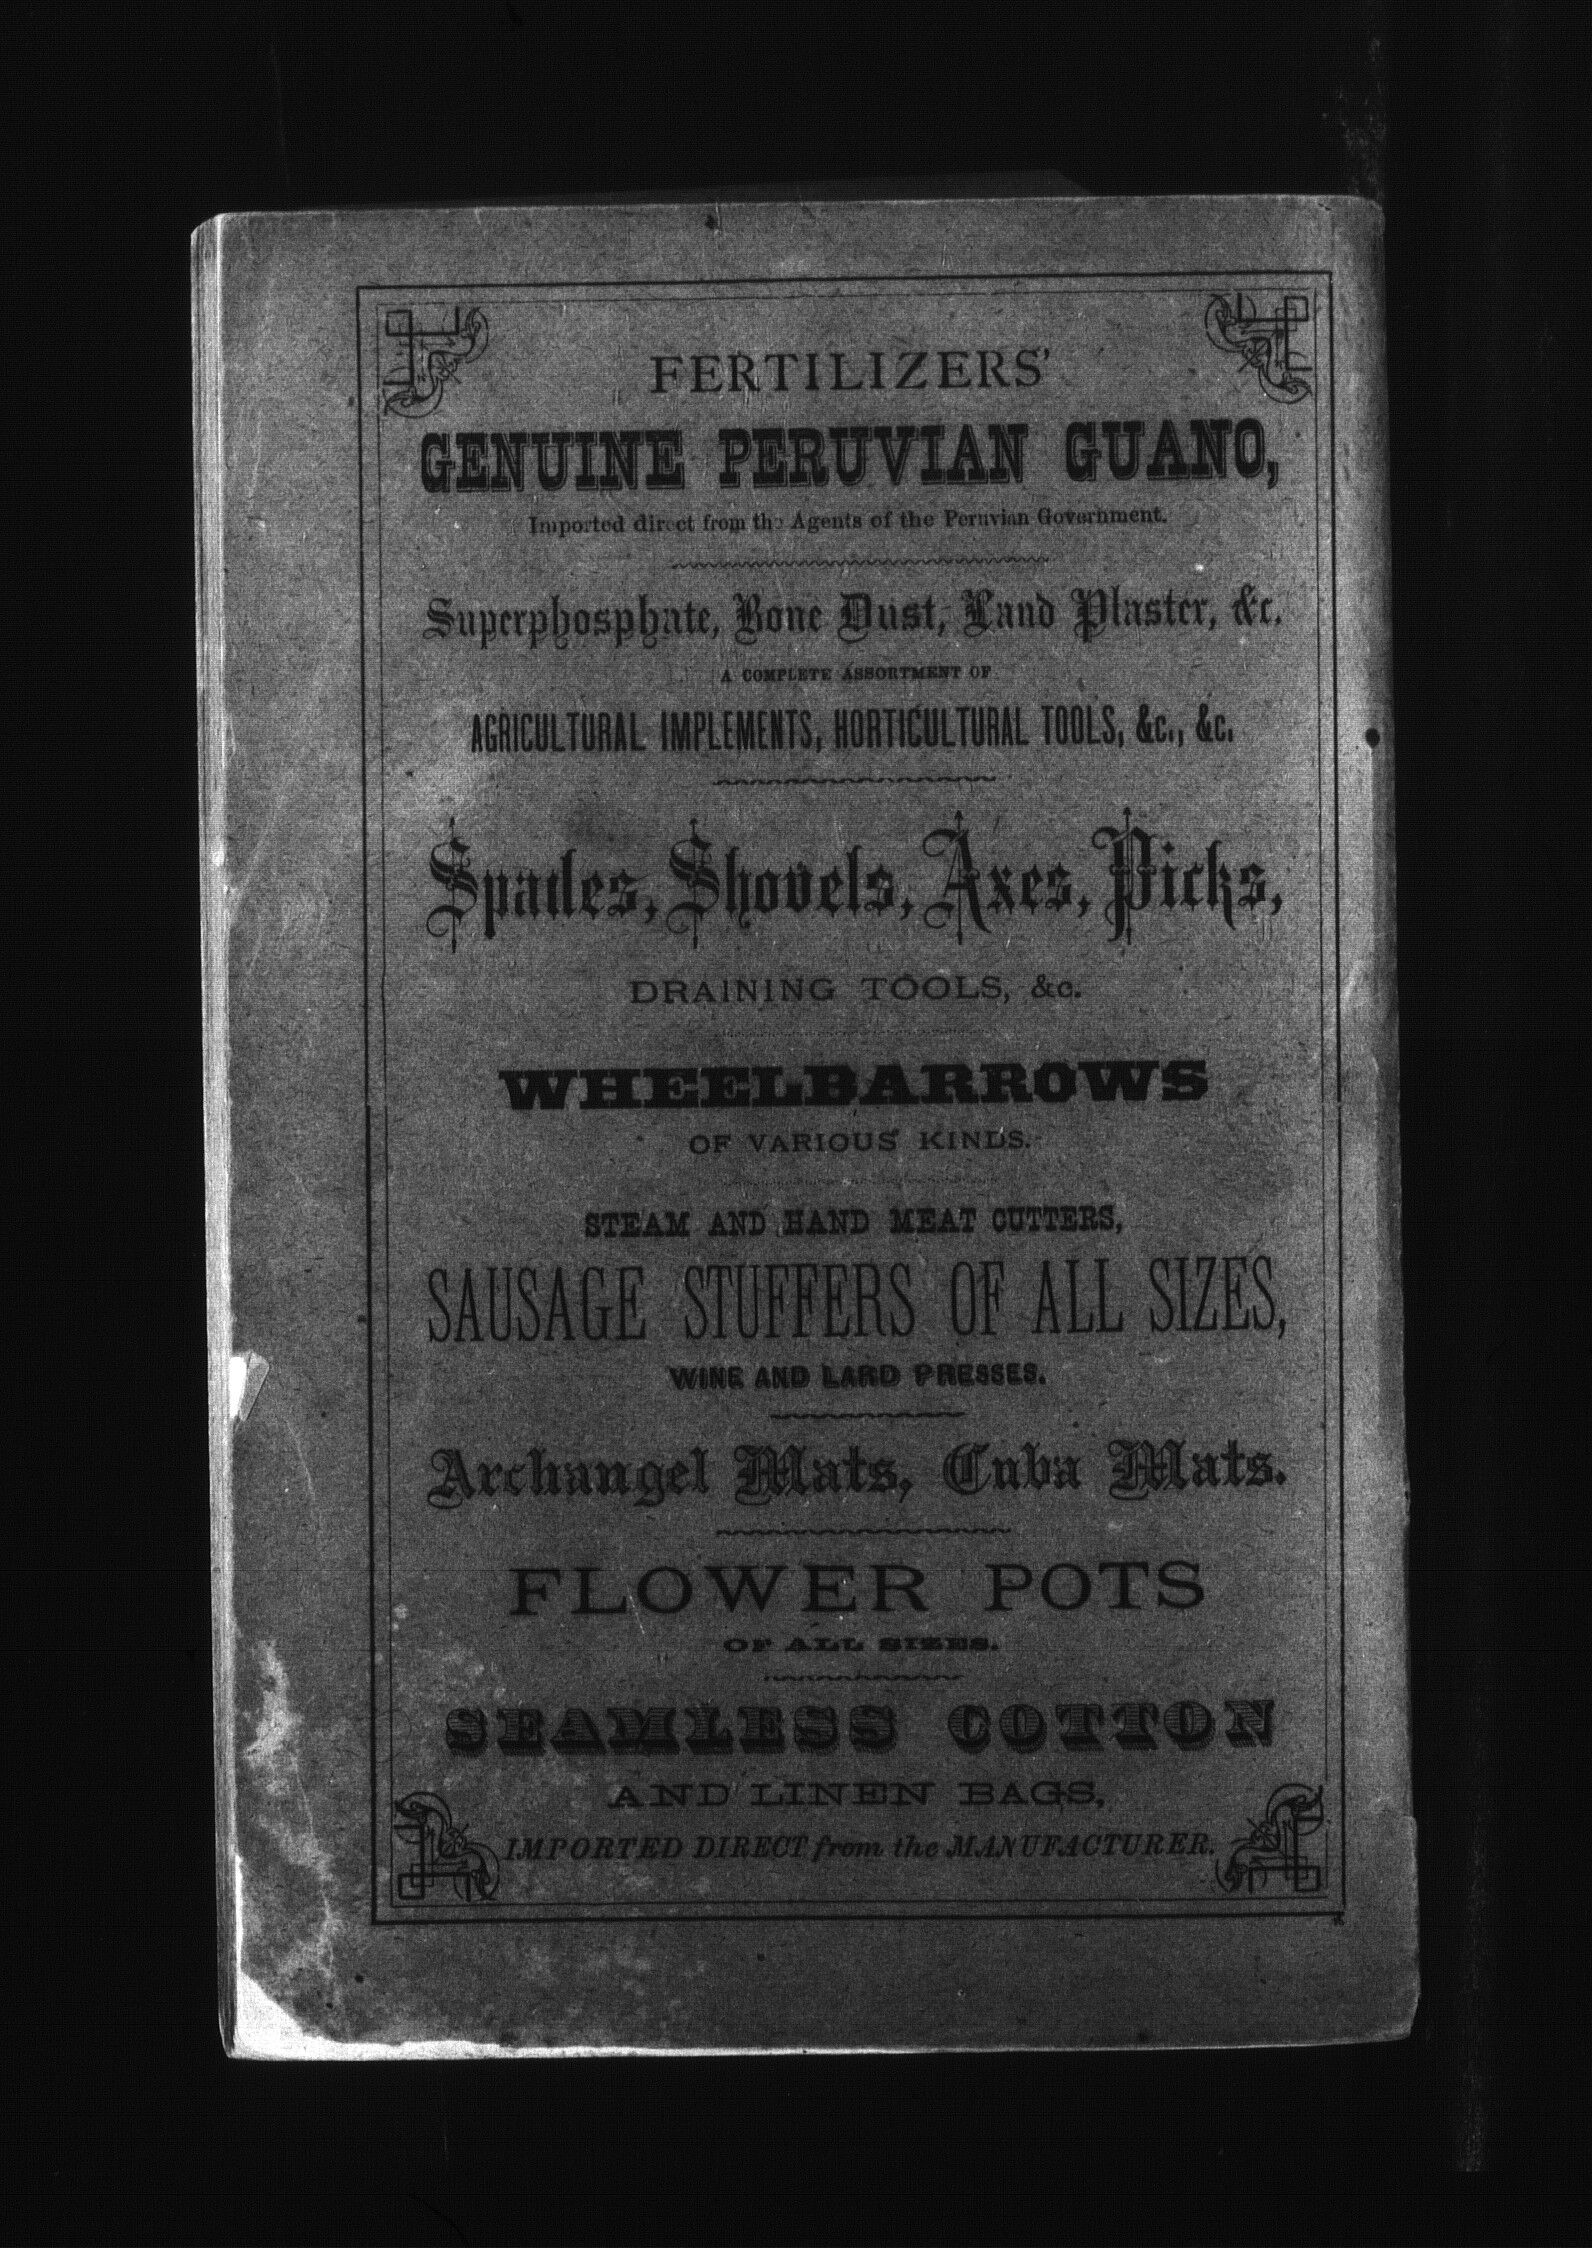 FERTILIZERS'
GENUINE PERUVIAN GUANO,
Imported direct from the Agents of the Peruvian Government.
Superphosphate, Bone Dust, Land Plaster, &c.
A COMPLETE ASSORTMENT OF
AGRICULTURAL IMPLEMENTS, HORTICULTURAL TOOLS, &c., &c.
Spades, Shovels, Axes, Picks,
DRAINING TOOLS, &c.
WHEELBARROWS
OF VARIOUS KINDS.
STEAM AND HAND MEAT CUTTERS,
SAUSAGE STUFFERS OF ALL SIZES,
WINE AND LARD PRESSES.
Archangel Mats, Cuba Mats.
FLOWER POTS
OF ALL SIZES.
SEAMLESS COTTON
AND LINEN BAGS,
IMPORTED DIRECT from the MANUFACTURER.